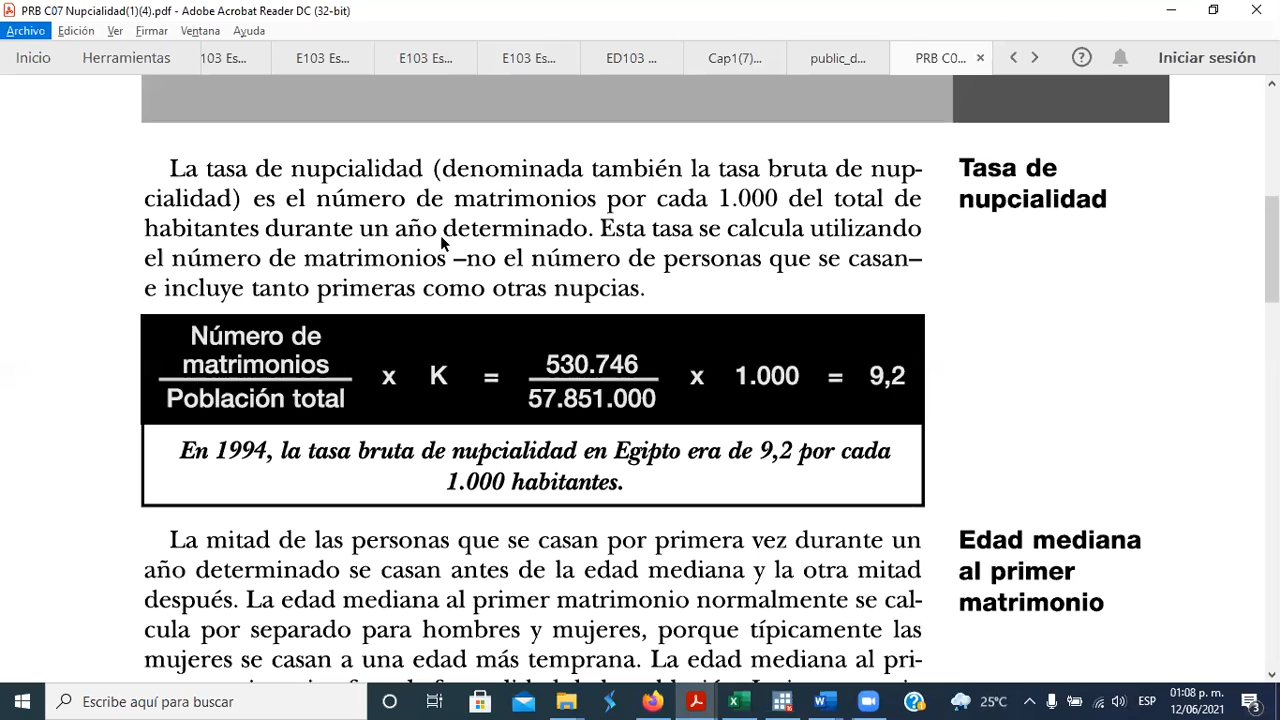 PRB C07 Nupcialidad(1)(4).pdf - Adobe Acrobat Reader DC (32-bit)
Archivo Edición Ver Firmar Ventana Ayuda
Inicio Herramientas 103 Es... E103 Es... E103 Es... E103 Es... ED103 ... Cap1(7)... public_d... PRB C0... Iniciar sesión
La tasa de nupcialidad (denominada también la tasa bruta de nup-
cialidad) es el número de matrimonios por cada 1.000 del total de
habitantes durante un año determinado. Esta tasa se calcula utilizando
el número de matrimonios –no el número de personas que se casan–
e incluye tanto primeras como otras nupcias.
Tasa de
nupcialidad
Número de
matrimonios
Población total
x K =
530.746
57.851.000
x 1.000 = 9,2
En 1994, la tasa bruta de nupcialidad en Egipto era de 9,2 por cada
1.000 habitantes.
La mitad de las personas que se casan por primera vez durante un
año determinado se casan antes de la edad mediana y la otra mitad
después. La edad mediana al primer matrimonio normalmente se cal-
cula por separado para hombres y mujeres, porque típicamente las
mujeres se casan a una edad más temprana. La edad mediana al pri-
Edad mediana
al primer
matrimonio
Escribe aquí para buscar
25°C
ESP
01:08 p. m.
12/06/2021
3